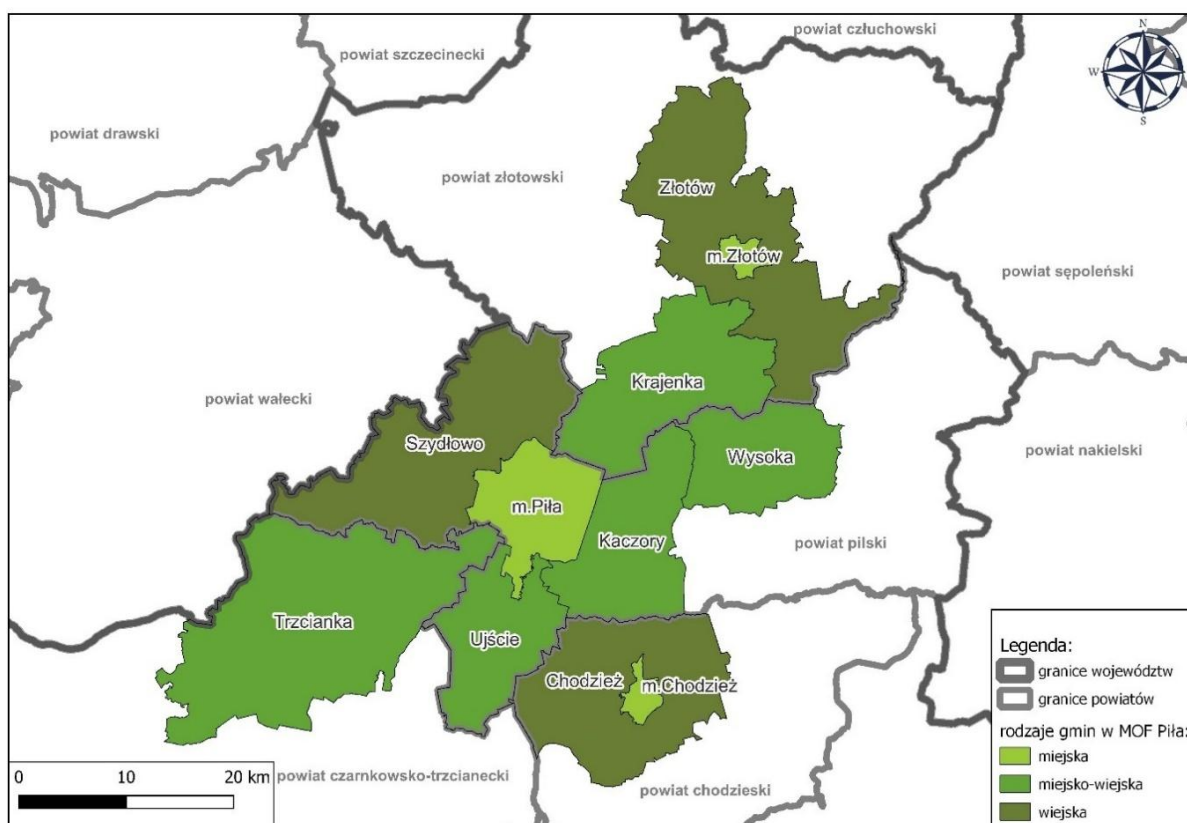 powiat człuchowski
powiat szczecinecki
N
W
E
S
powiat drawski
powiat złotowski
Złotów
m.Złotów
powiat sępoleński
Krajenka
powiat wałecki
Szydłowo
Wysoka
powiat nakielski
m.Piła
Kaczory
powiat pilski
Trzcianka
Ujście
Chodzież
m.Chodzież
powiat czarnkowsko-trzcianecki
powiat chodzieski
0 10 20 km
Legenda:
granice województw
granice powiatów
rodzaje gmin w MOF Piła:
miejska
miejsko-wiejska
wiejska